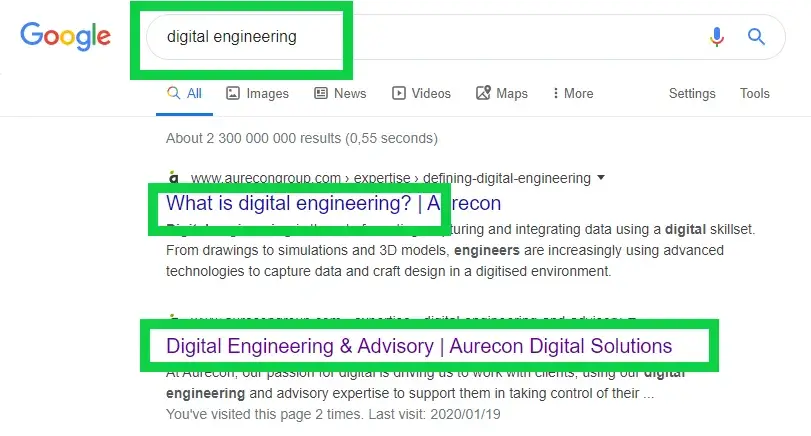 Google
digital engineering
All Images News Videos Maps More Settings Tools
About 2 300 000 000 results (0,55 seconds)
www.aurecongroup.com › expertise › defining-digital-engineering
What is digital engineering? | Aurecon
and integrating data using a digital skillset.
From drawings to simulations and 3D models, engineers are increasingly using advanced
technologies to capture data and craft design in a digitised environment.
Digital Engineering & Advisory | Aurecon Digital Solutions
At Aurecon, our passion for digital is driving us to work with clients, using our digital
engineering and advisory expertise to support them in taking control of their ...
You've visited this page 2 times. Last visit: 2020/01/19